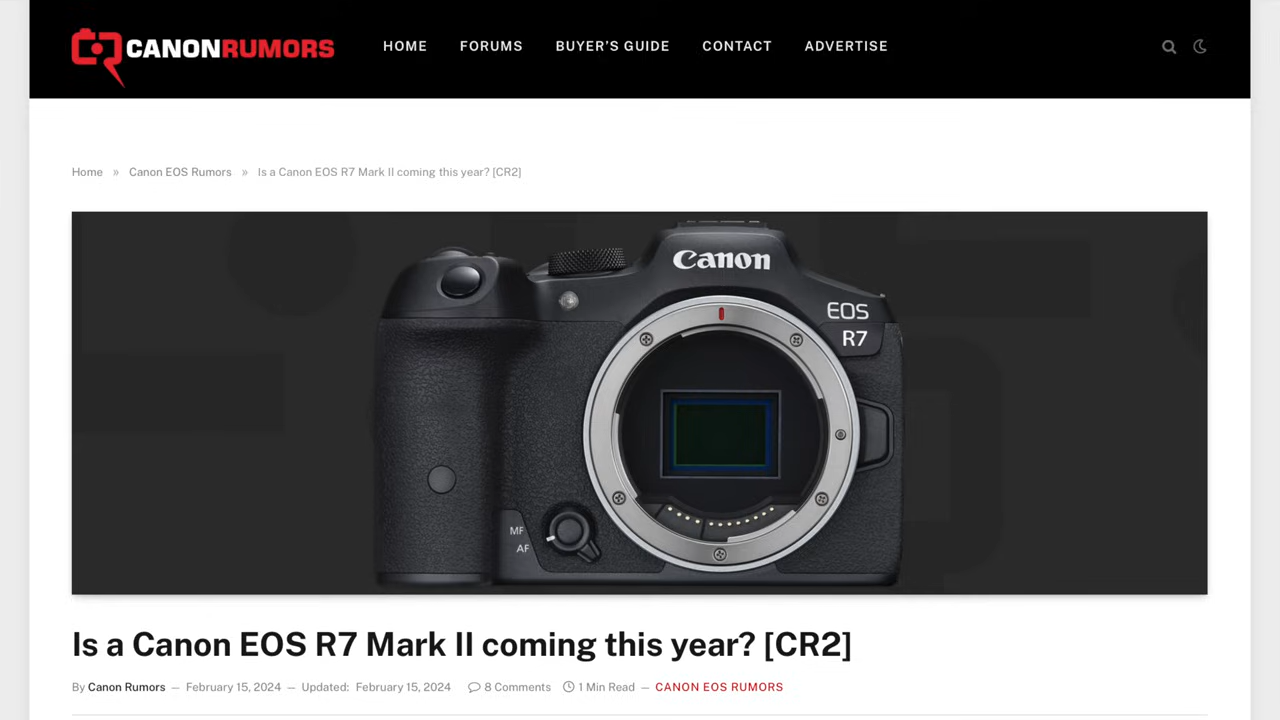 CANONRUMORS
HOME FORUMS BUYER'S GUIDE CONTACT ADVERTISE
Home » Canon EOS Rumors » Is a Canon EOS R7 Mark II coming this year? [CR2]
Canon
EOS
R7
MF
AF
Is a Canon EOS R7 Mark II coming this year? [CR2]
By Canon Rumors — February 15, 2024 — Updated: February 15, 2024 8 Comments 1 Min Read — CANON EOS RUMORS